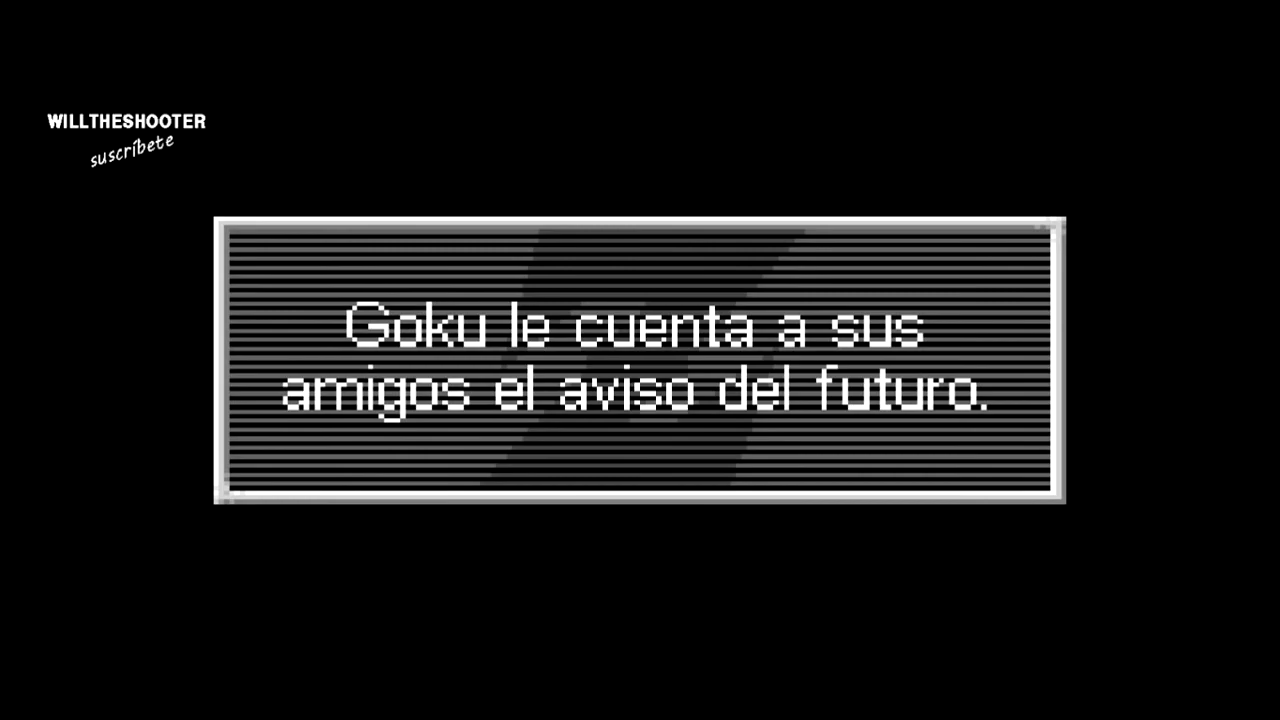 WILLTHESHOOTER
suscríbete
Goku le cuenta a sus
amigos el aviso del futuro.